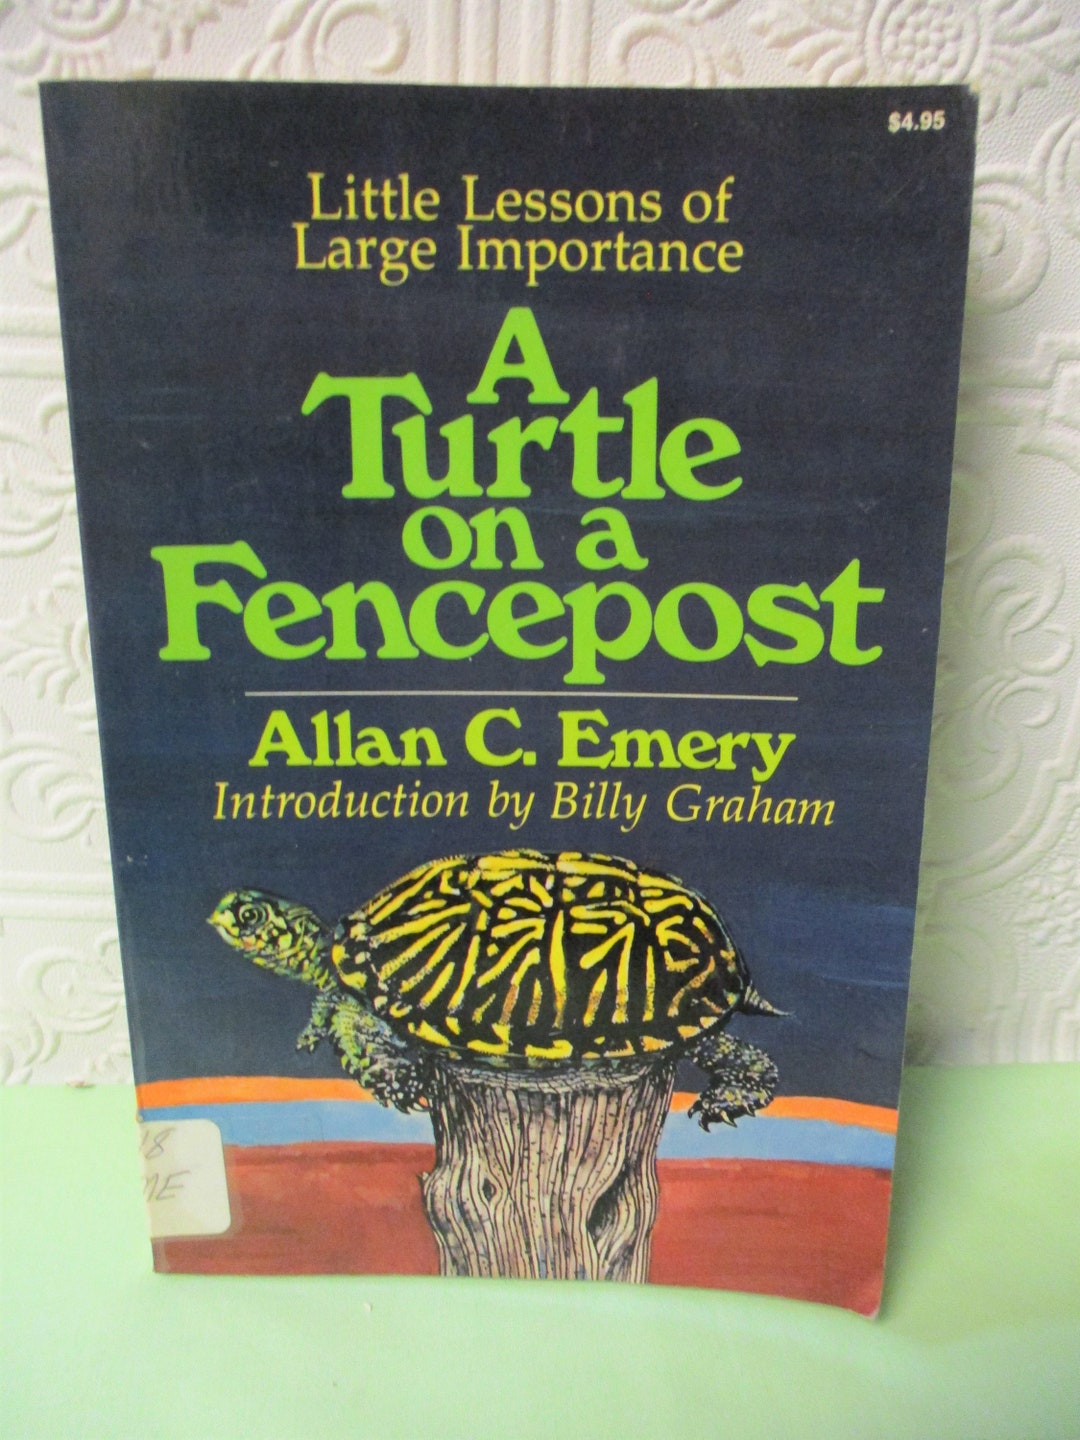 $4.95
Little Lessons of
Large Importance
A
Turtle
on a
Fencepost
Allan C. Emery
Introduction by Billy Graham